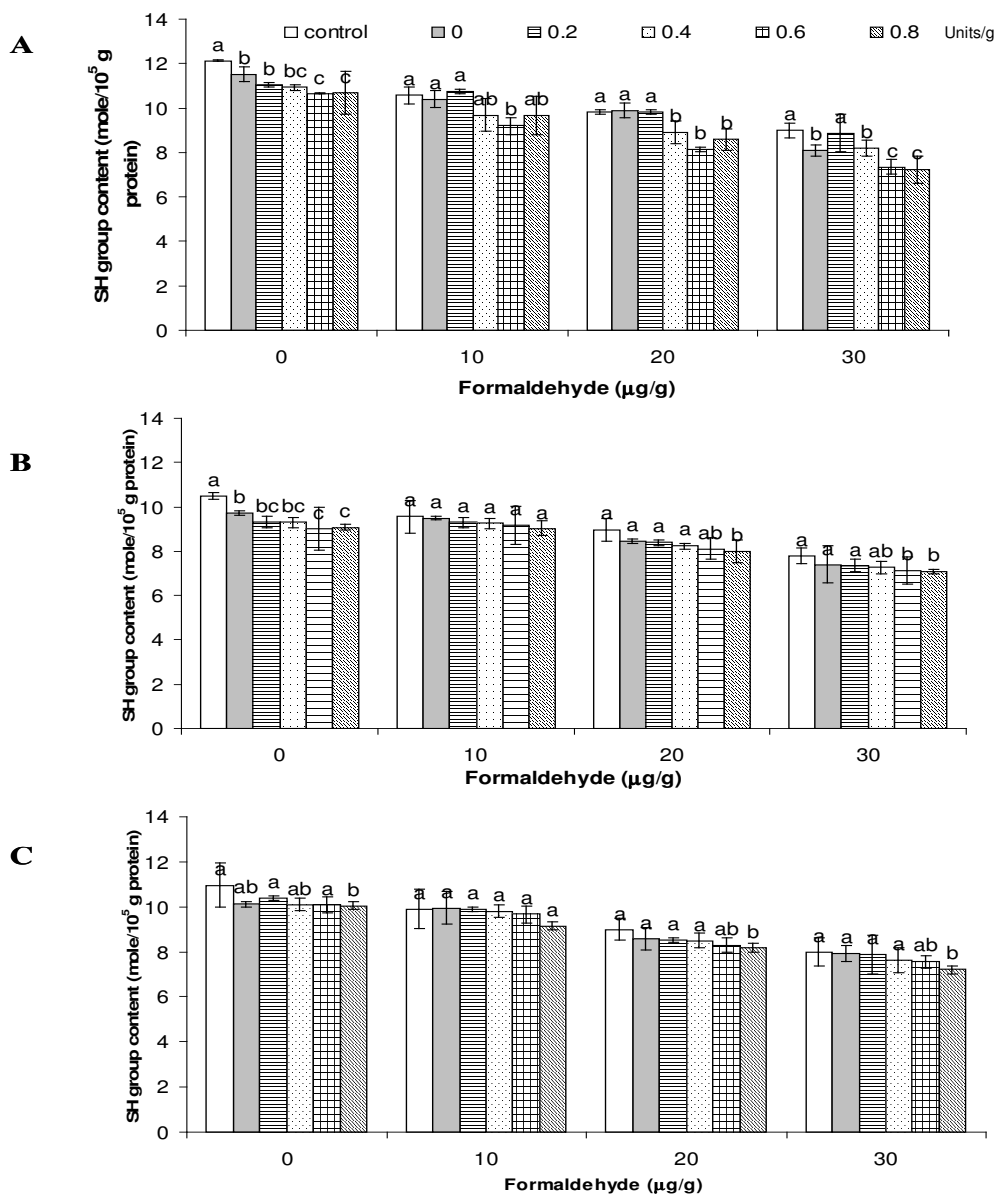 A
control 0 0.2 0.4 0.6 0.8 Units/g
SH group content (mole/10⁵ g protein)
14
12
10
8
6
4
2
0
a b b bc c c
a a a ab b ab
a a a b b b
a b a b c c
0 10 20 30
Formaldehyde (μg/g)
B
SH group content (mole/10⁵ g protein)
14
12
10
8
6
4
2
0
a b bc bc c c
a a a a a a
a a a a ab b
a a a ab b b
0 10 20 30
Formaldehyde (μg/g)
C
SH group content (mole/10⁵ g protein)
14
12
10
8
6
4
2
0
a ab a ab a b
a a a a a a
a a a a ab b
a a a a ab b
0 10 20 30
Formaldehyde (μg/g)